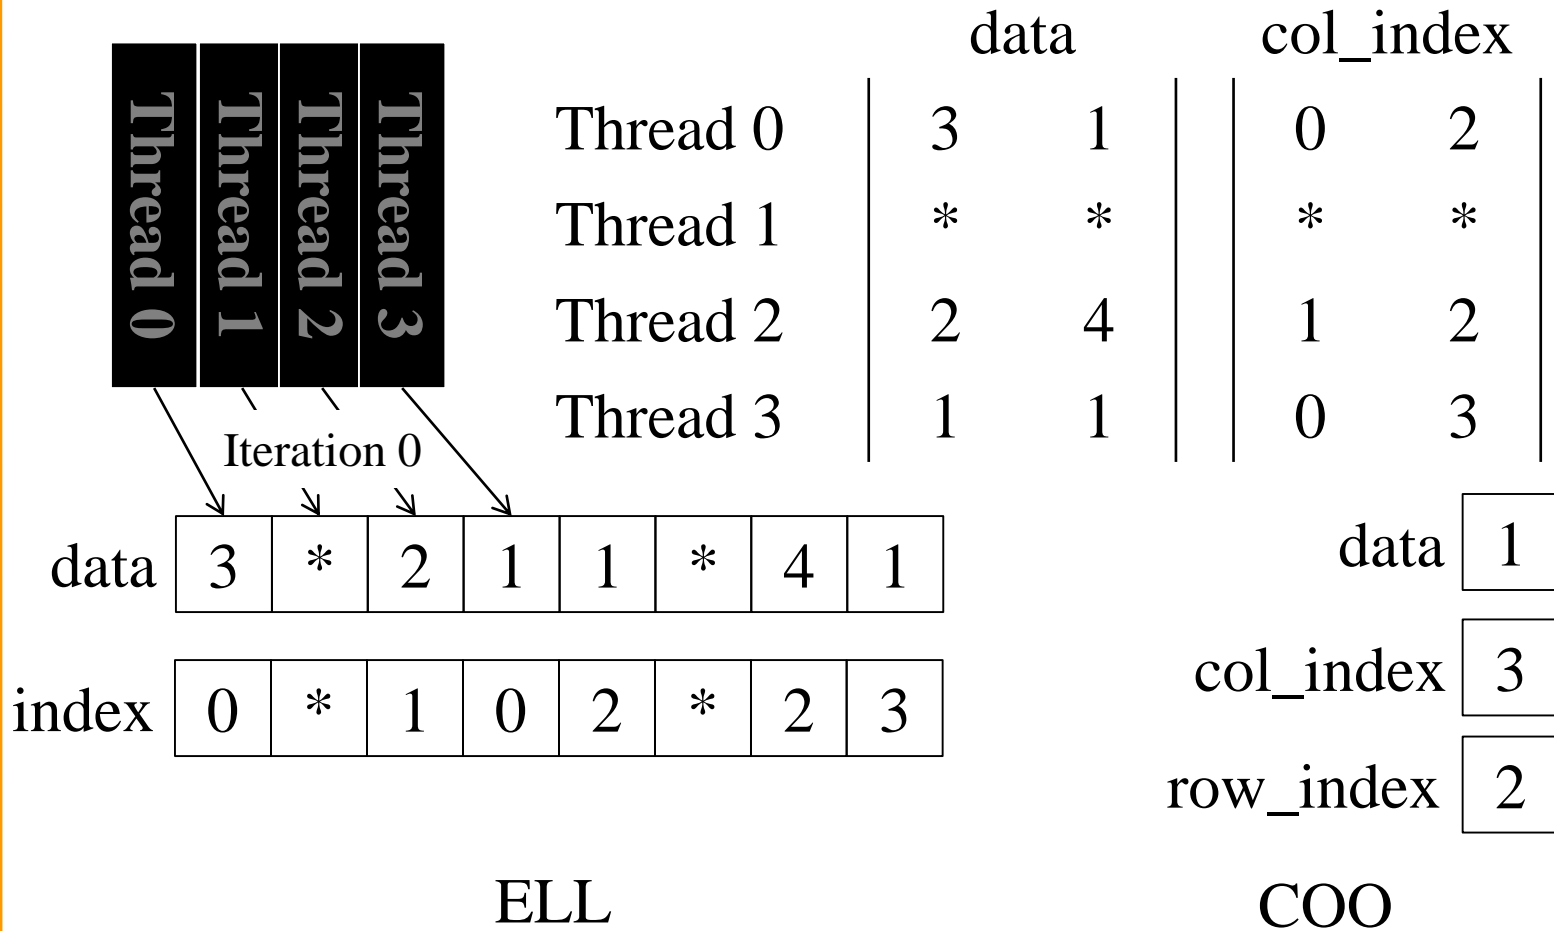 data col_index
Thread 0 Thread 1 Thread 2 Thread 3
Thread 0 3 1 0 2
Thread 1 * * * *
Thread 2 2 4 1 2
Thread 3 1 1 0 3
Iteration 0
data 3 * 2 1 1 * 4 1
index 0 * 1 0 2 * 2 3
data 1
col_index 3
row_index 2
ELL COO